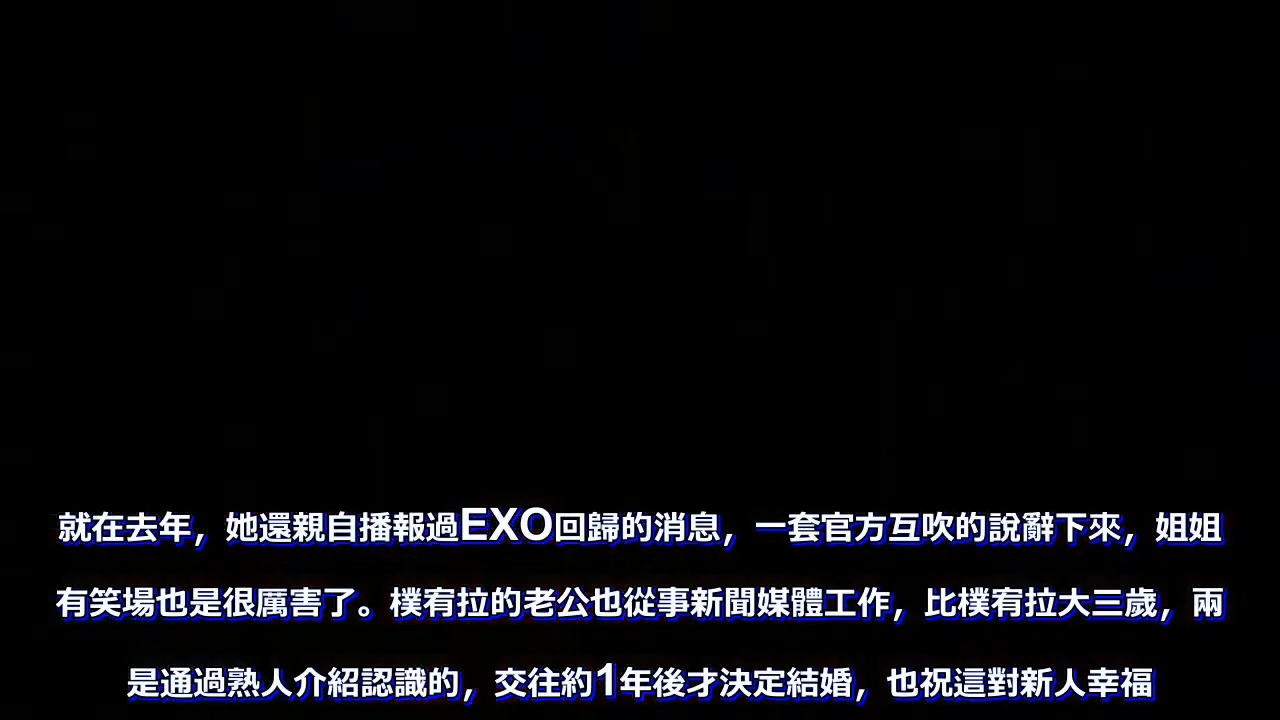 就在去年，她還親自播報過EXO回歸的消息，一套官方互吹的說辭下來，姐姐
有笑場也是很厲害了。樸宥拉的老公也從事新聞媒體工作，比樸宥拉大三歲，兩
是通過熟人介紹認識的，交往約1年後才決定結婚，也祝這對新人幸福